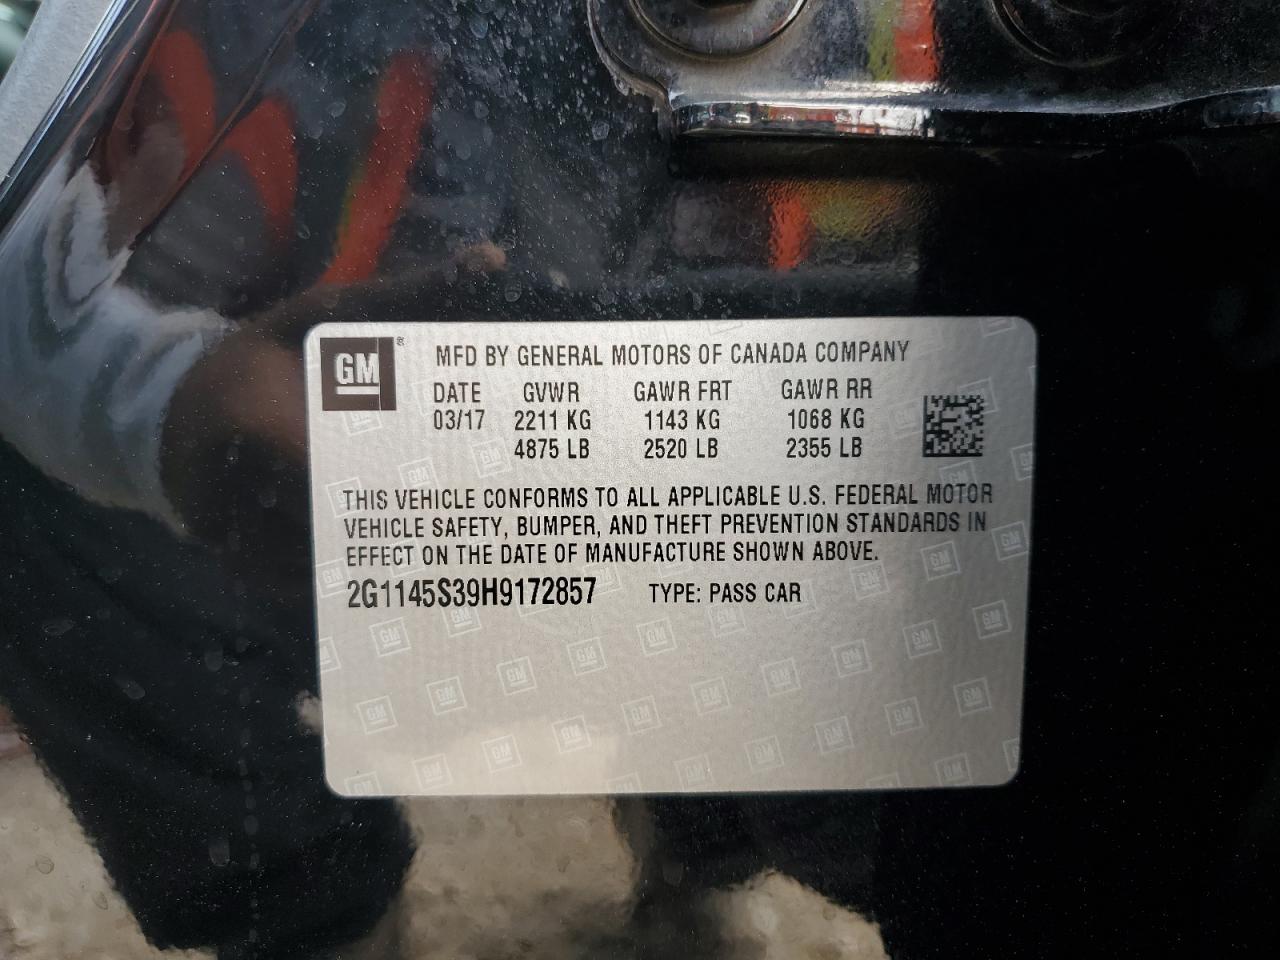 GM ®
MFD BY GENERAL MOTORS OF CANADA COMPANY
DATE GVWR GAWR FRT GAWR RR
03/17 2211 KG 1143 KG 1068 KG
4875 LB 2520 LB 2355 LB
THIS VEHICLE CONFORMS TO ALL APPLICABLE U.S. FEDERAL MOTOR
VEHICLE SAFETY, BUMPER, AND THEFT PREVENTION STANDARDS IN
EFFECT ON THE DATE OF MANUFACTURE SHOWN ABOVE.
2G1145S39H9172857 TYPE: PASS CAR